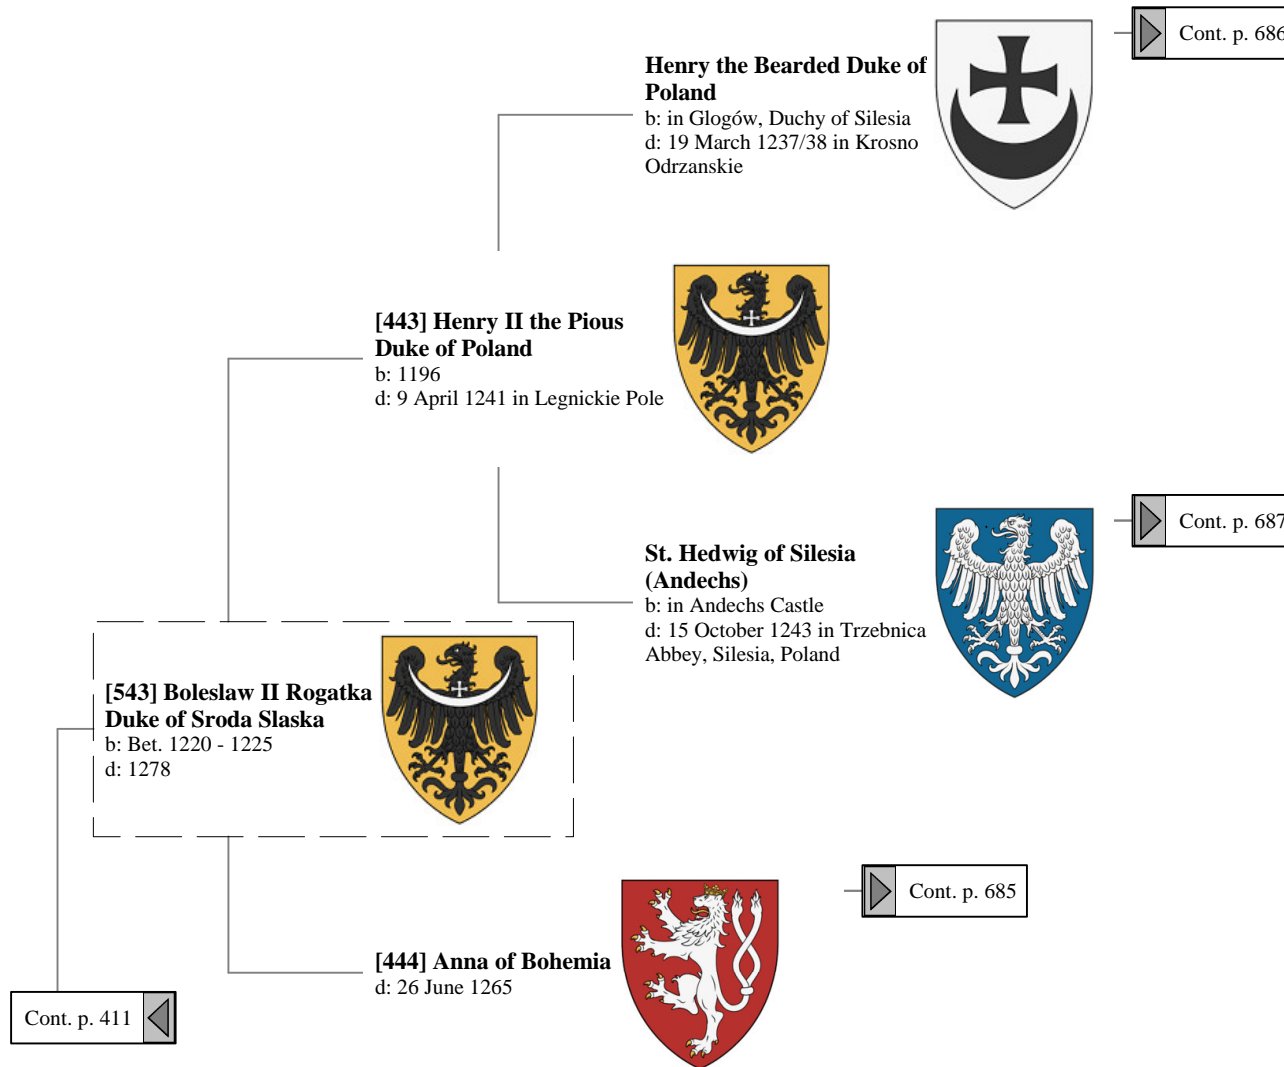 Cont. p. 686
Henry the Bearded Duke of
Poland
b: in Glogów, Duchy of Silesia
d: 19 March 1237/38 in Krosno
Odrzanskie
[443] Henry II the Pious
Duke of Poland
b: 1196
d: 9 April 1241 in Legnickie Pole
Cont. p. 687
St. Hedwig of Silesia
(Andechs)
b: in Andechs Castle
d: 15 October 1243 in Trzebnica
Abbey, Silesia, Poland
[543] Boleslaw II Rogatka
Duke of Sroda Slaska
b: Bet. 1220 - 1225
d: 1278
Cont. p. 685
[444] Anna of Bohemia
d: 26 June 1265
Cont. p. 411